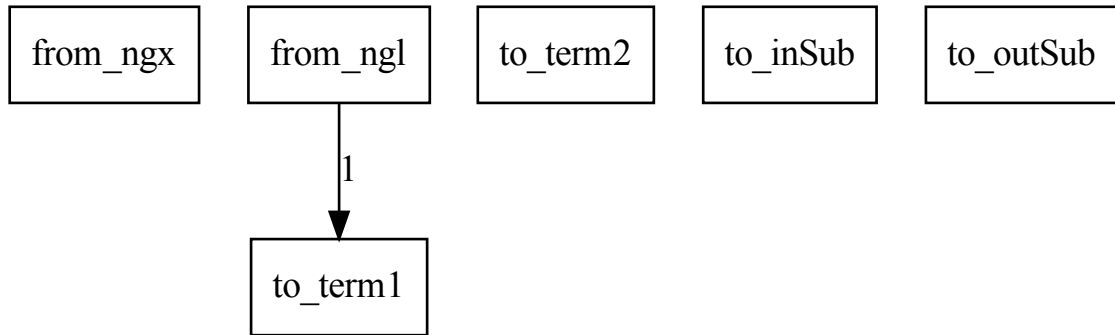 from_ngx
from_ngl
to_term2
to_inSub
to_outSub
1
to_term1